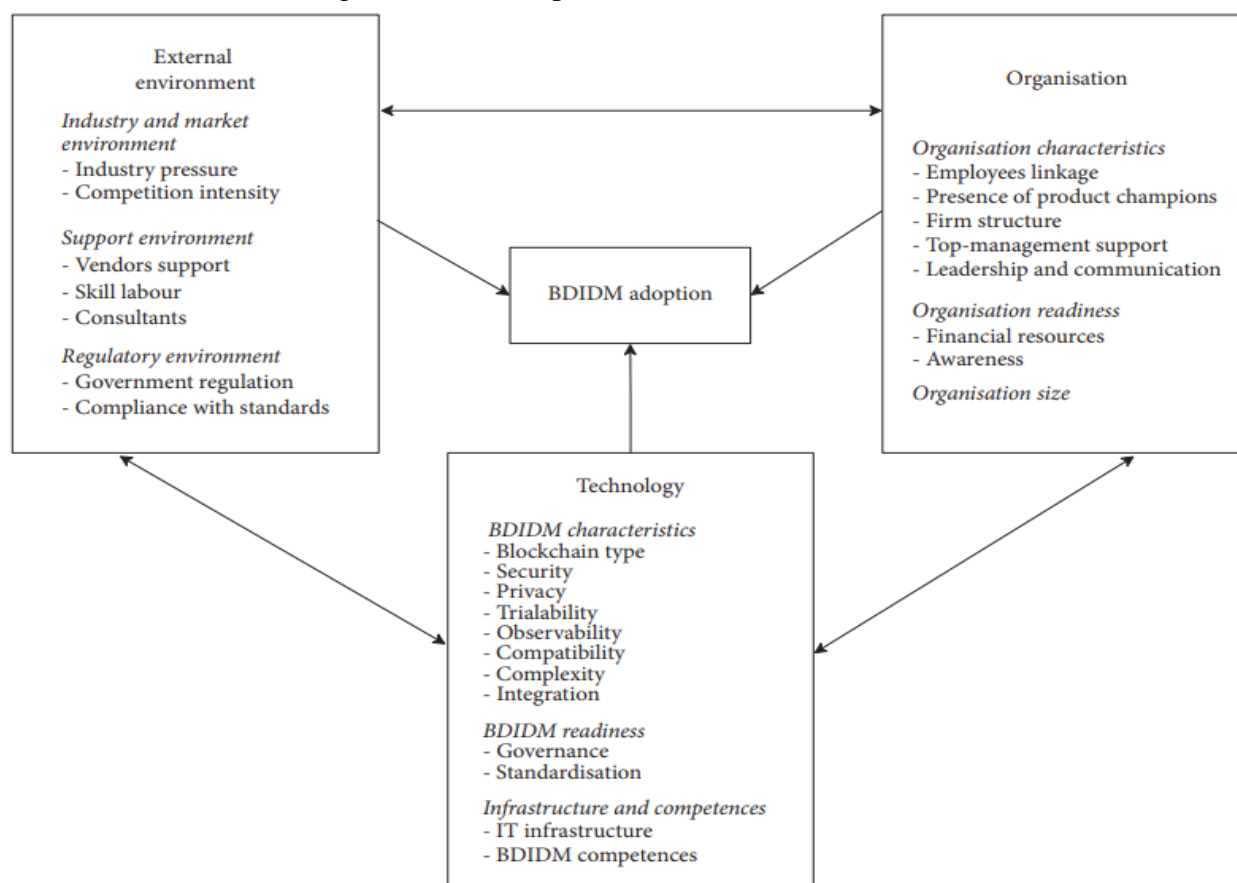 External
environment
Industry and market
environment
- Industry pressure
- Competition intensity
Support environment
- Vendors support
- Skill labour
- Consultants
Regulatory environment
- Government regulation
- Compliance with standards
Organisation
Organisation characteristics
- Employees linkage
- Presence of product champions
- Firm structure
- Top-management support
- Leadership and communication
Organisation readiness
- Financial resources
- Awareness
Organisation size
BDIDM adoption
Technology
BDIDM characteristics
- Blockchain type
- Security
- Privacy
- Trialability
- Observability
- Compatibility
- Complexity
- Integration
BDIDM readiness
- Governance
- Standardisation
Infrastructure and competences
- IT infrastructure
- BDIDM competences